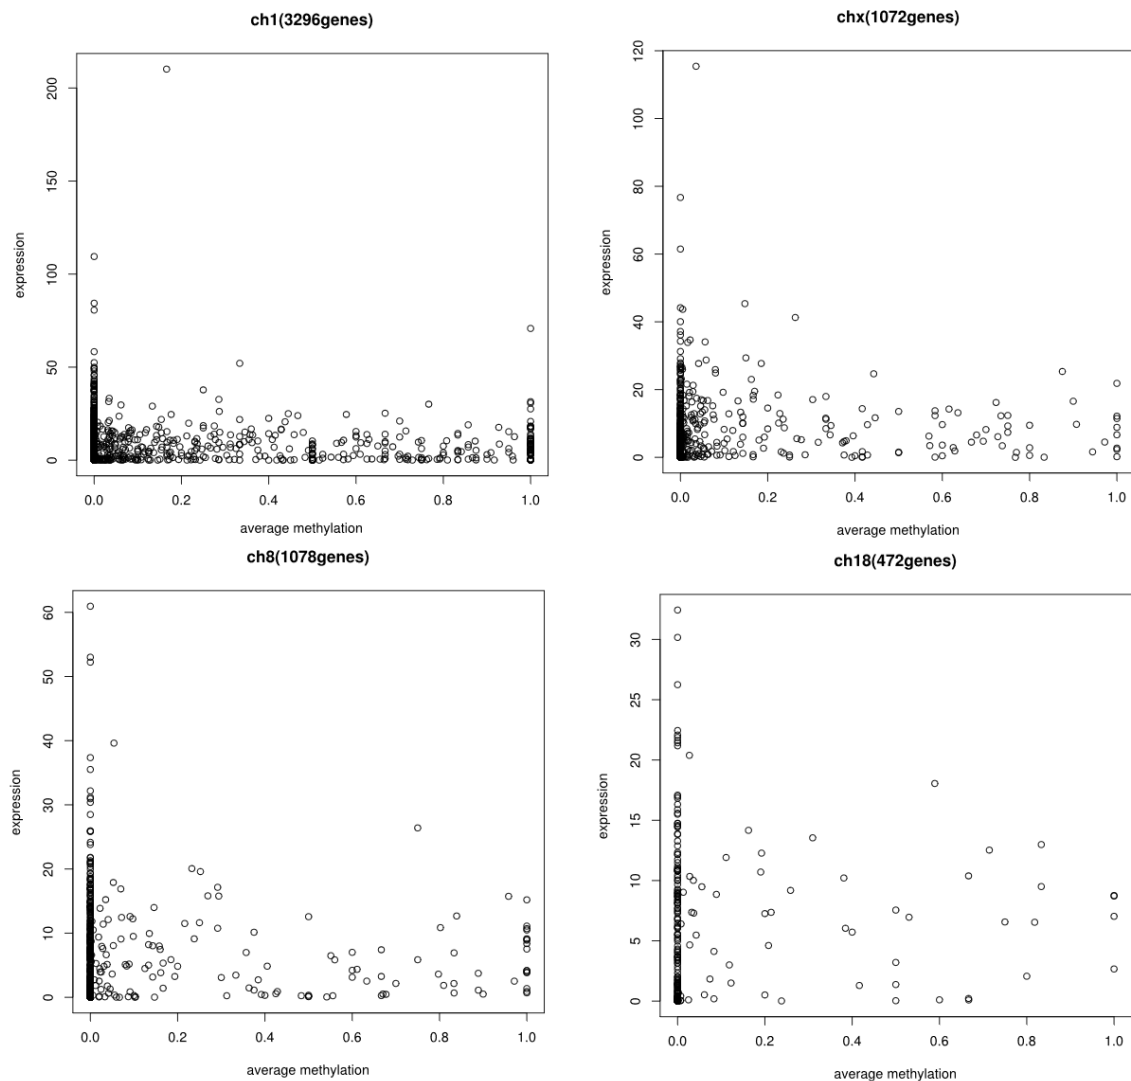 ch1(3296genes)
expression
200
150
100
50
0
0.0 0.2 0.4 0.6 0.8 1.0
average methylation
chx(1072genes)
expression
120
100
80
60
40
20
0
0.0 0.2 0.4 0.6 0.8 1.0
average methylation
ch8(1078genes)
expression
60
50
40
30
20
10
0
0.0 0.2 0.4 0.6 0.8 1.0
average methylation
ch18(472genes)
expression
30
25
20
15
10
5
0
0.0 0.2 0.4 0.6 0.8 1.0
average methylation